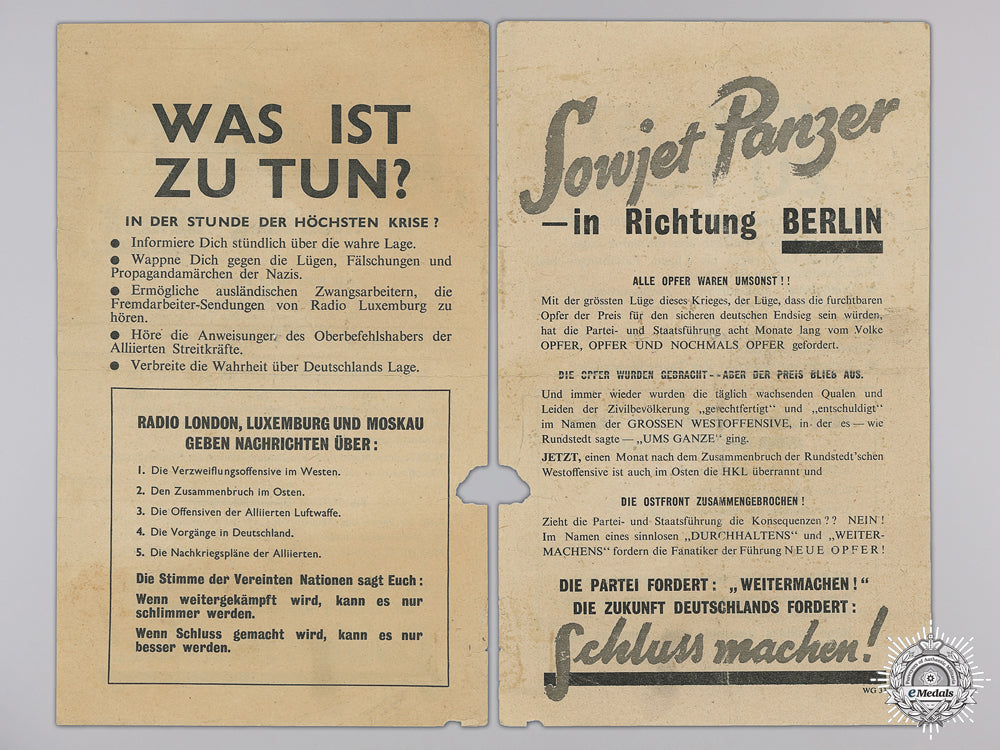 WAS IST
ZU TUN?
IN DER STUNDE DER HÖCHSTEN KRISE?
● Informiere Dich stündlich über die wahre Lage.
● Wappne Dich gegen die Lügen, Fälschungen und
Propagandamärchen der Nazis.
● Ermögliche ausländischen Zwangsarbeitern, die
Fremdarbeiter-Sendungen von Radio Luxemburg zu
hören.
● Höre die Anweisungen des Oberbefehlshabers der
Alliierten Streitkräfte.
● Verbreite die Wahrheit über Deutschlands Lage.
RADIO LONDON, LUXEMBURG UND MOSKAU
GEBEN NACHRICHTEN ÜBER:
1. Die Verzweiflungsoffensive im Westen.
2. Den Zusammenbruch im Osten.
3. Die Offensiven der Alliierten Luftwaffe.
4. Die Vorgänge in Deutschland.
5. Die Nachkriegspläne der Alliierten.
Die Stimme der Vereinten Nationen sagt Euch:
Wenn weitergekämpft wird, kann es nur
schlimmer werden.
Wenn Schluss gemacht wird, kann es nur
besser werden.
Sowjet Panzer
—in Richtung BERLIN
ALLE OPFER WAREN UMSONST!!
Mit der grössten Lüge dieses Krieges, der Lüge, dass die furchtbaren
Opfer der Preis für den sicheren deutschen Endsieg sein würden,
hat die Partei- und Staatsführung acht Monate lang vom Volke
OPFER, OPFER UND NOCHMALS OPFER gefordert.
DIE OPFER WURDEN GEBRACHT--ABER DER PREIS BLIEB AUS.
Und immer wieder wurden die täglich wachsenden Qualen und
Leiden der Zivilbevölkerung „gerechtfertigt" und „entschuldigt"
im Namen der GROSSEN WESTOFFENSIVE, in der es—wie
Rundstedt sagte—„UMS GANZE" ging.
JETZT, einen Monat nach dem Zusammenbruch der Rundstedt'schen
Westoffensive ist auch im Osten die HKL überrannt und
DIE OSTFRONT ZUSAMMENGEBROCHEN!
Zieht die Partei- und Staatsführung die Konsequenzen?? NEIN!
Im Namen eines sinnlosen „DURCHHALTENS" und „WEITER-
MACHENS" fordern die Fanatiker der Führung NEUE OPFER!
DIE PARTEI FORDERT: „WEITERMACHEN!"
DIE ZUKUNFT DEUTSCHLANDS FORDERT:
Schluss machen!
WG
eMedals